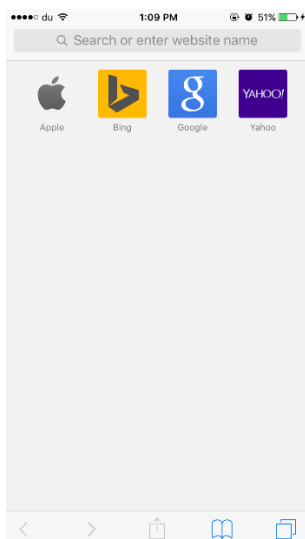 du 1:09 PM 51%
Search or enter website name
g YAHOO!
Apple Bing Google Yahoo